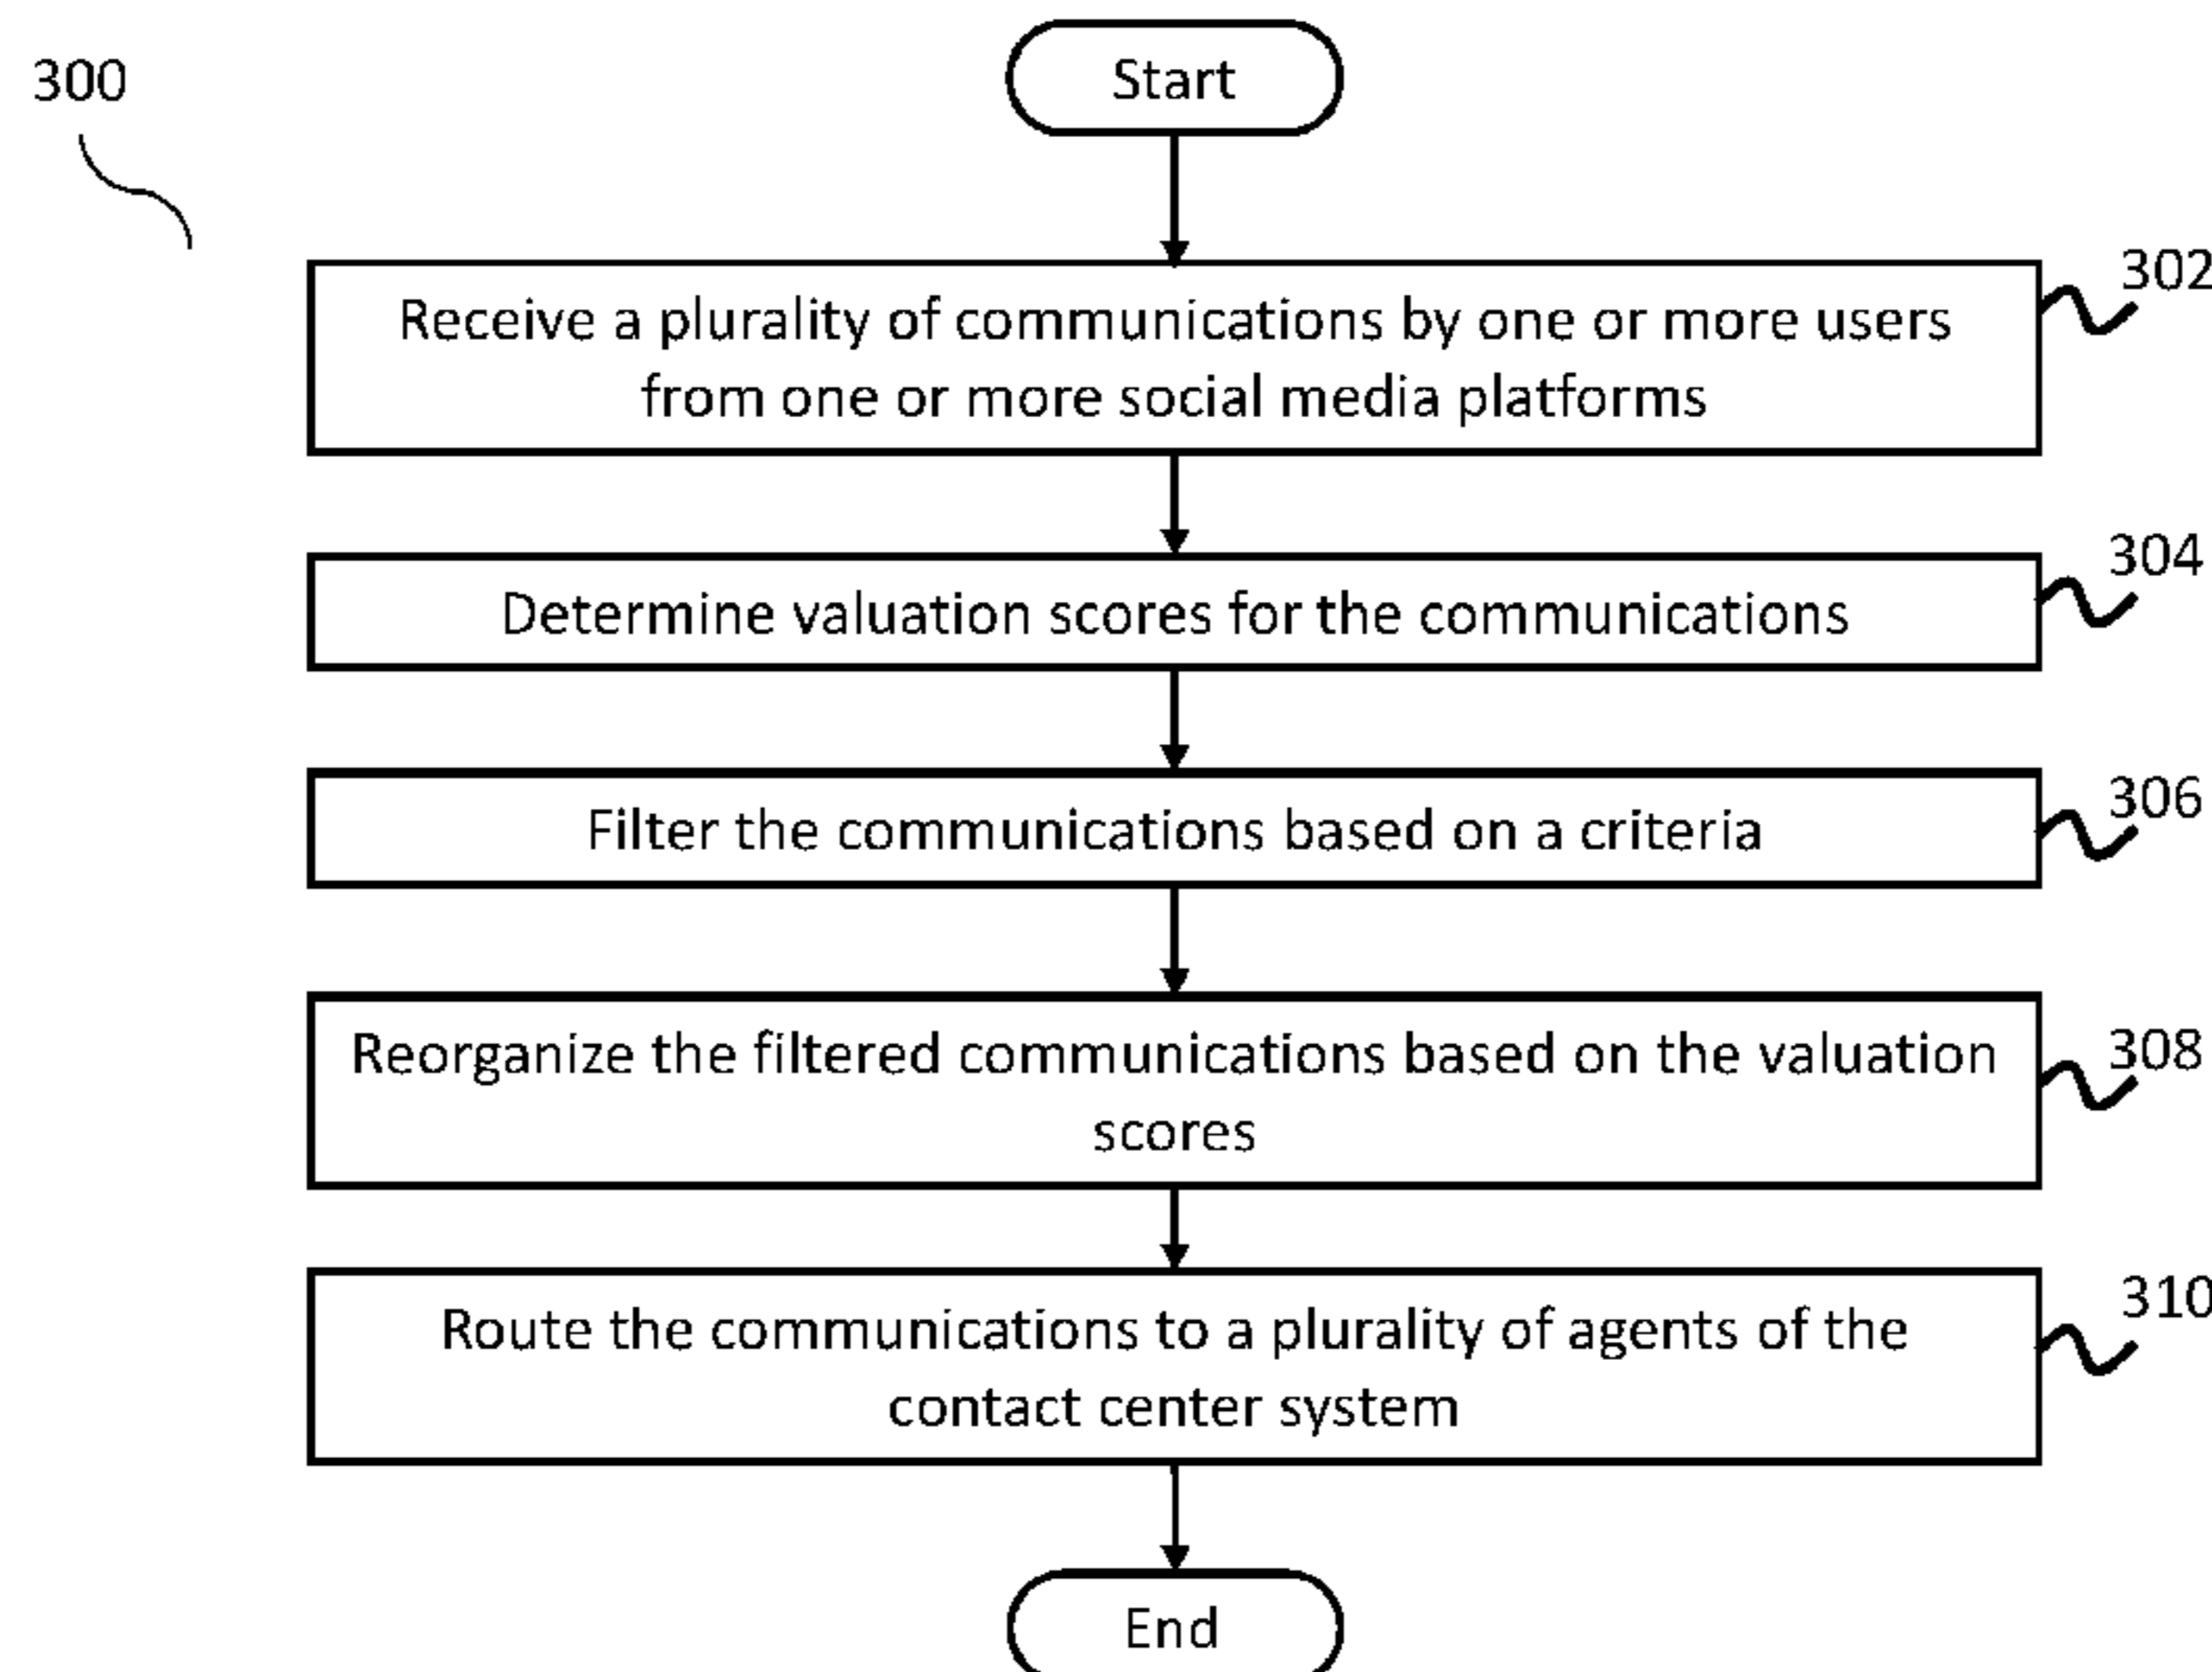 300
Start
302
Receive a plurality of communications by one or more users
from one or more social media platforms
304
Determine valuation scores for the communications
306
Filter the communications based on a criteria
308
Reorganize the filtered communications based on the valuation
scores
310
Route the communications to a plurality of agents of the
contact center system
End